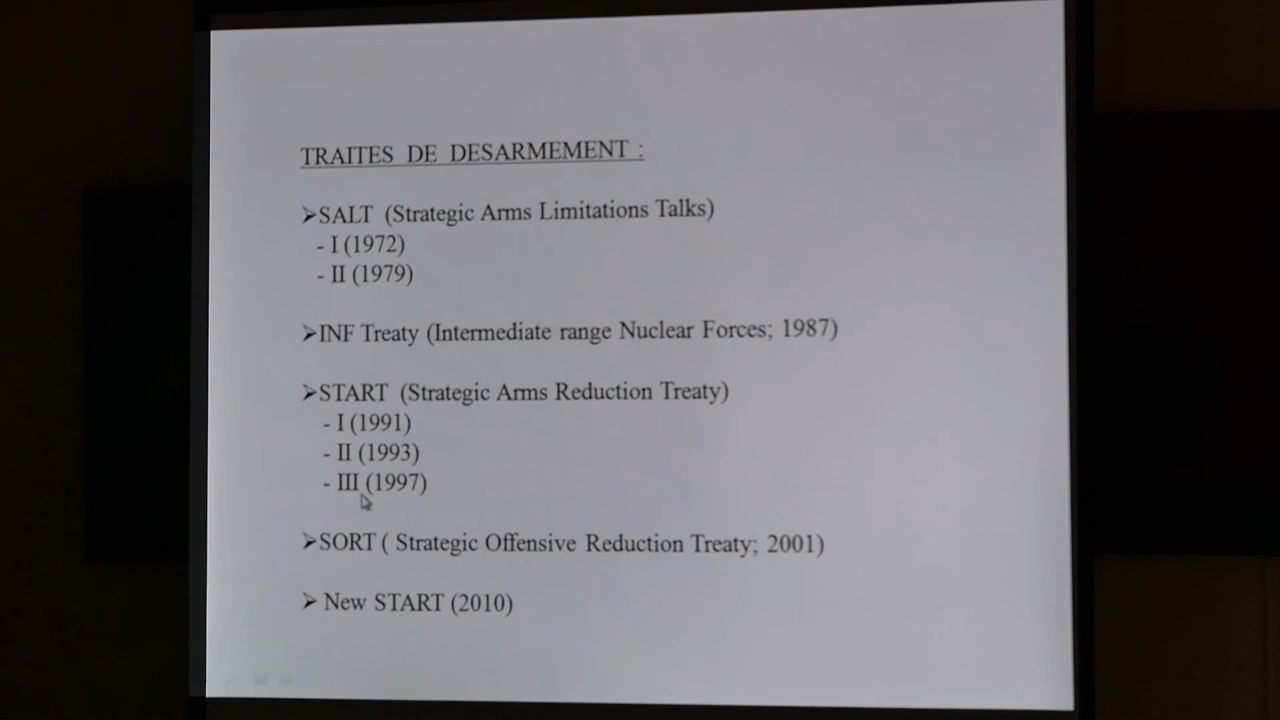 TRAITES DE DESARMEMENT :
➢SALT (Strategic Arms Limitations Talks)
- I (1972)
- II (1979)
➢INF Treaty (Intermediate range Nuclear Forces; 1987)
➢START (Strategic Arms Reduction Treaty)
- I (1991)
- II (1993)
- III (1997)
➢SORT ( Strategic Offensive Reduction Treaty; 2001)
➢ New START (2010)